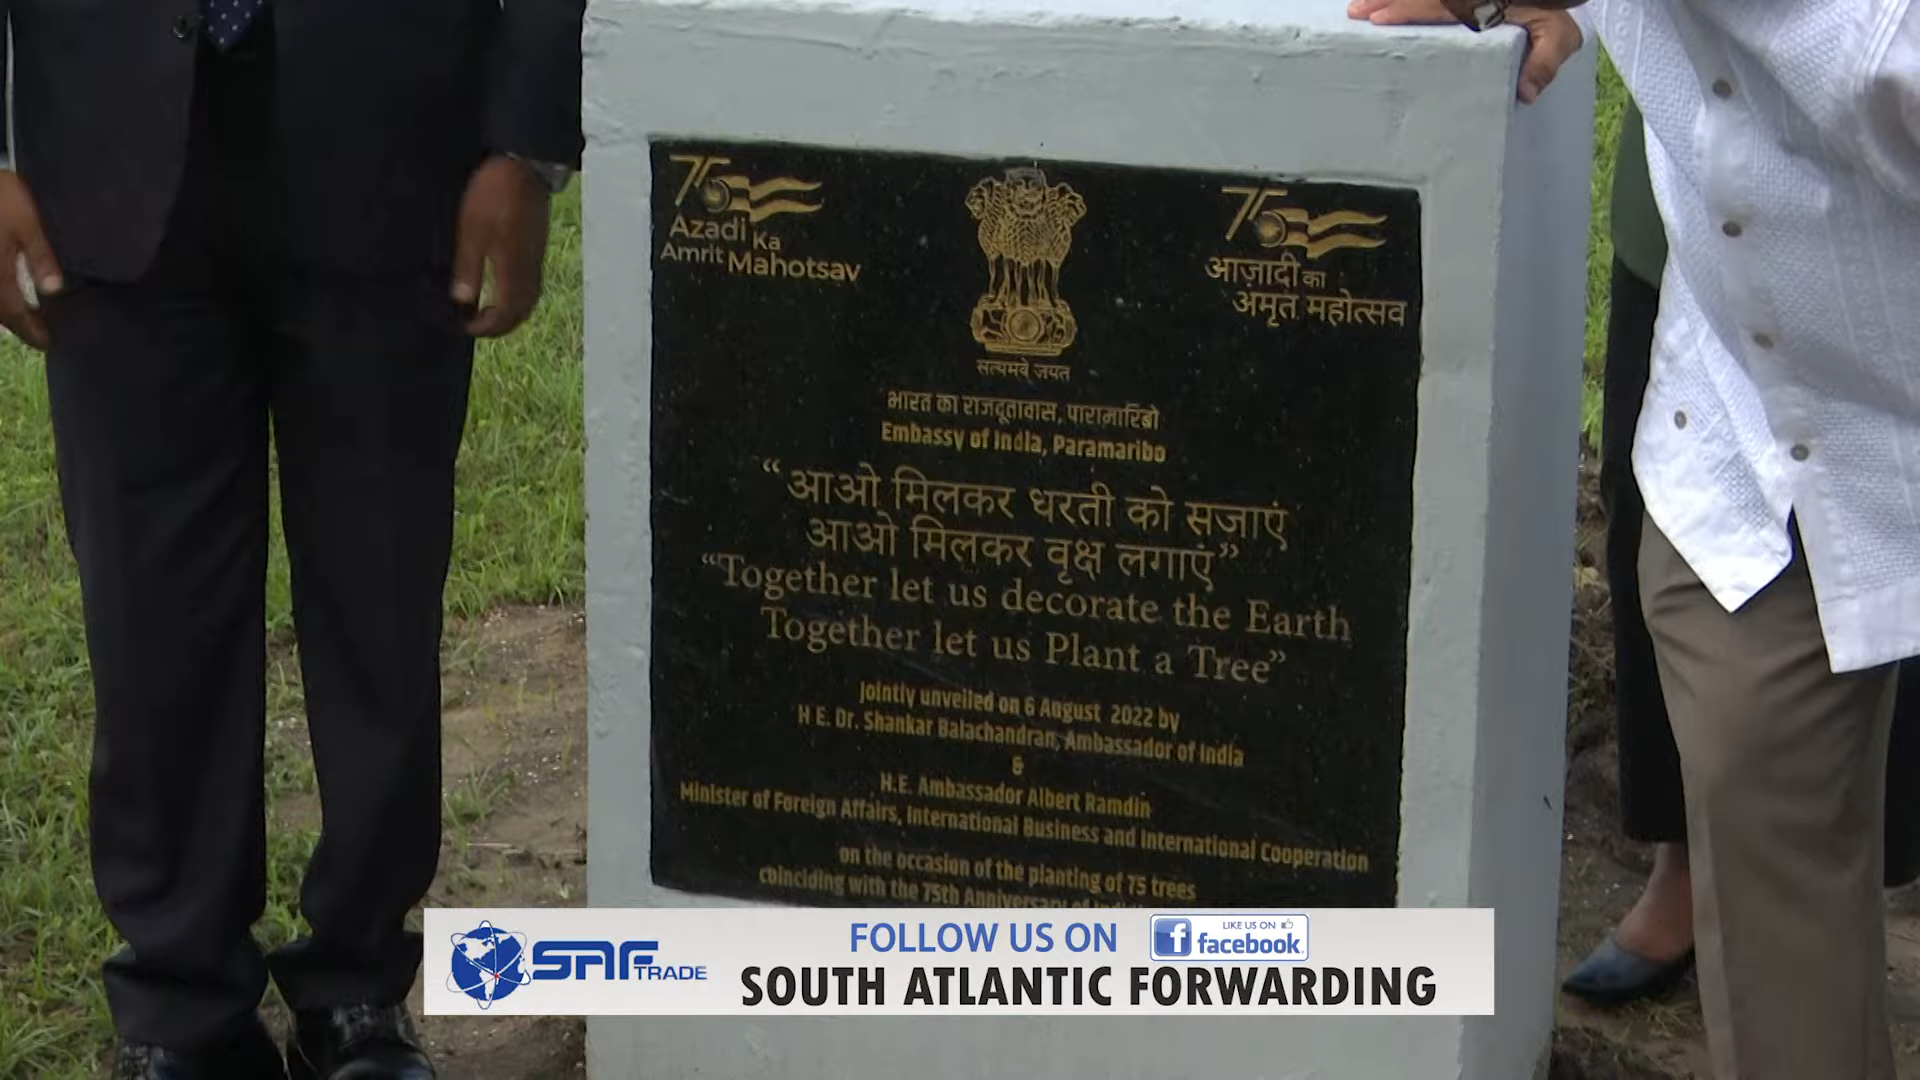 75
Azadi Ka
Amrit Mahotsav
75
आज़ादी का
अमृत महोत्सव
सत्यमेव जयते
भारत का राजदूतावास, पारामारिबो
Embassy of India, Paramaribo
“ आओ मिलकर धरती को सजाएं
आओ मिलकर वृक्ष लगाएं”
“Together let us decorate the Earth
Together let us Plant a Tree”
Jointly unveiled on 6 August 2022 by
H E. Dr. Shankar Balachandran, Ambassador of India
&
H.E. Ambassador Albert Ramdin
Minister of Foreign Affairs, International Business and International Cooperation
on the occasion of the planting of 75 trees
coinciding with the 75th Anniversary of
SAF TRADE
FOLLOW US ON
LIKE US ON
facebook.
SOUTH ATLANTIC FORWARDING